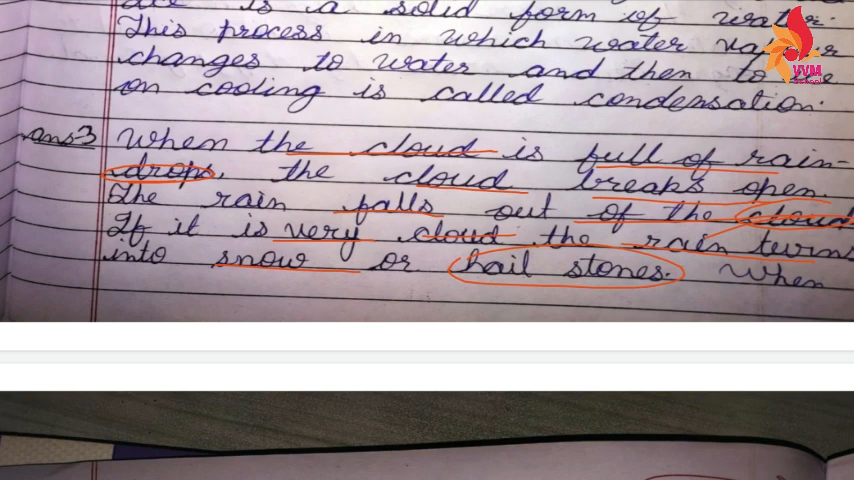 is a solid form of water.
This process in which water vapour
changes to water and then to ice
on cooling is called condensation.
ans3 When the cloud is full of rain-
drops, the cloud breaks open.
The rain falls out of the cloud
If it is very cloud the rain turns
into snow or hail stones. When
VVM